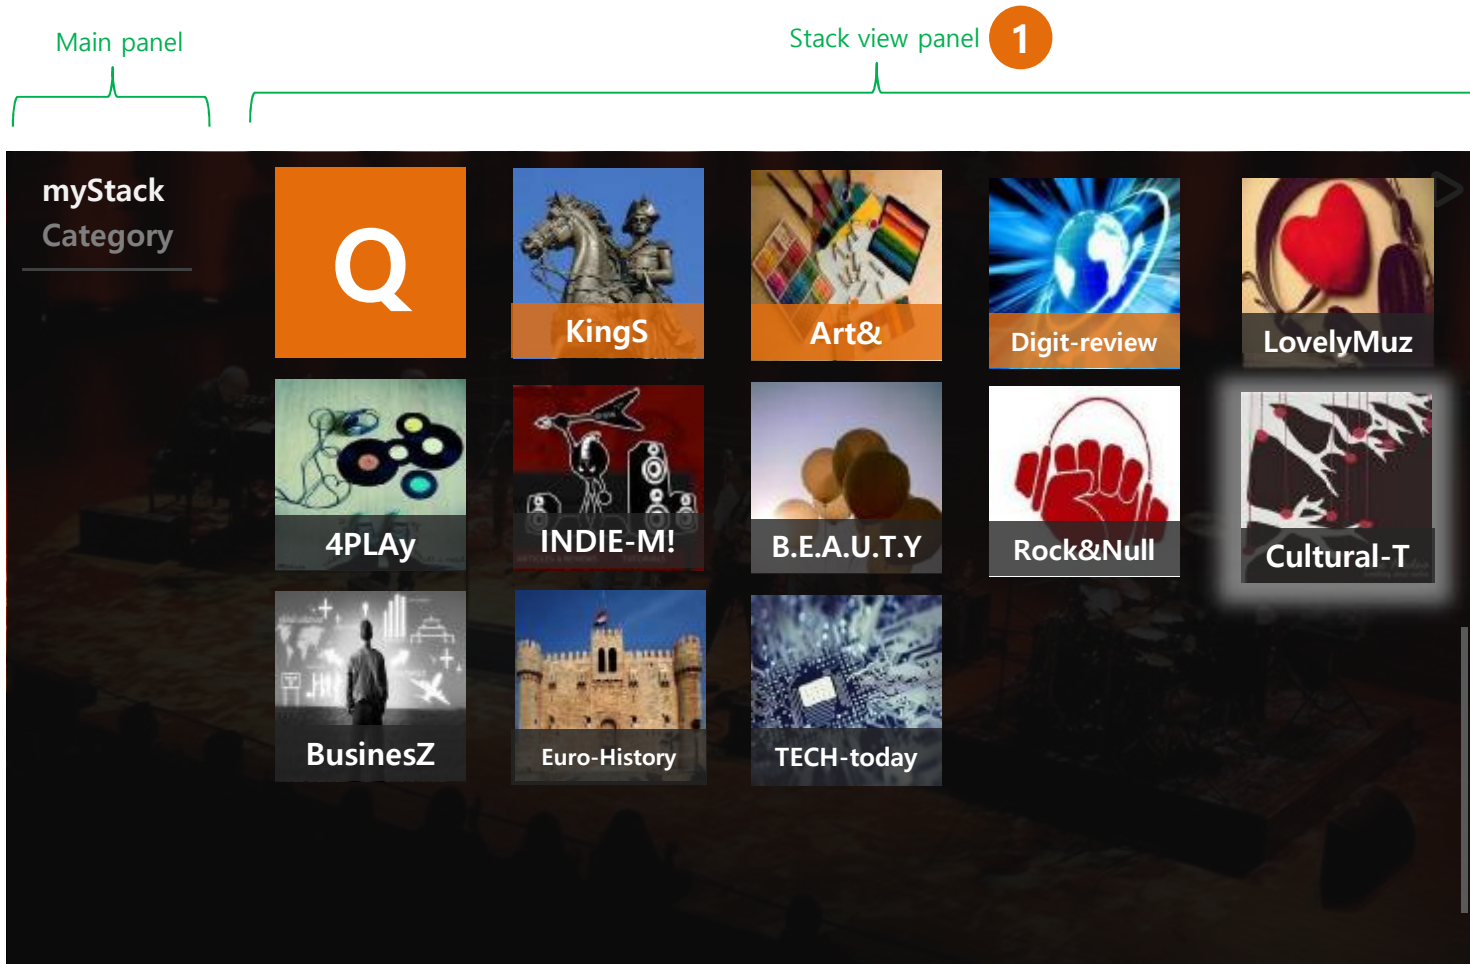 Main panel
Stack view panel 1
myStack
Category
Q
KingS
Art&
Digit-review
LovelyMuz
4PLAy
INDIE-M!
B.E.A.U.T.Y
Rock&Null
Cultural-T
BusinesZ
Euro-History
TECH-today